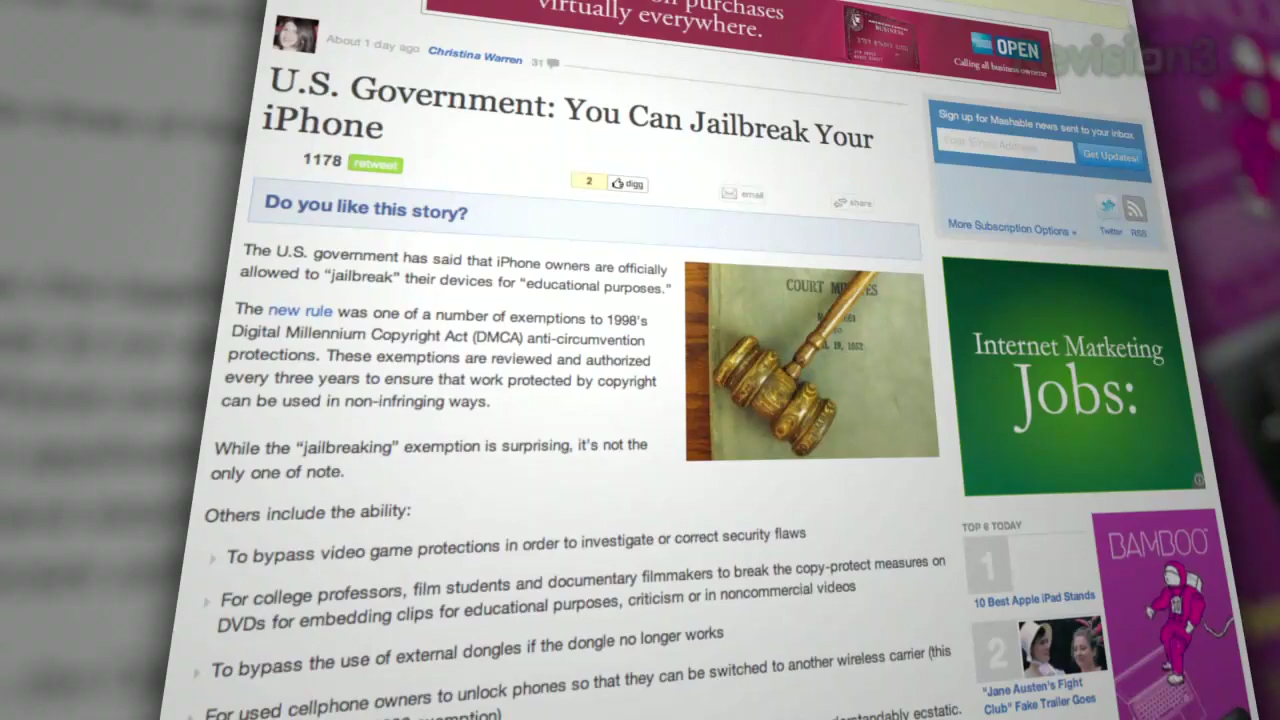 on purchases
virtually everywhere.
OPEN
Calling all business owners
evision3
About 1 day ago Christina Warren 31
U.S. Government: You Can Jailbreak Your
iPhone
1178 retweet
2 digg
email
share
Sign up for Mashable news sent to your inbox.
Your Email Address
Get Updates!
More Subscription Options »
Twitter RSS
Do you like this story?
The U.S. government has said that iPhone owners are officially
allowed to “jailbreak” their devices for “educational purposes.”
The new rule was one of a number of exemptions to 1998's
Digital Millennium Copyright Act (DMCA) anti-circumvention
protections. These exemptions are reviewed and authorized
every three years to ensure that work protected by copyright
can be used in non-infringing ways.
While the “jailbreaking” exemption is surprising, it's not the
only one of note.
Others include the ability:
To bypass video game protections in order to investigate or correct security flaws
For college professors, film students and documentary filmmakers to break the copy-protect measures on
DVDs for embedding clips for educational purposes, criticism or in noncommercial videos
To bypass the use of external dongles if the dongle no longer works
For used cellphone owners to unlock phones so that they can be switched to another wireless carrier (this
COURT
Internet Marketing
Jobs:
TOP 6 TODAY
1
10 Best Apple iPad Stands
2
"Jane Austen's Fight
Club" Fake Trailer Goes
BAMBOO